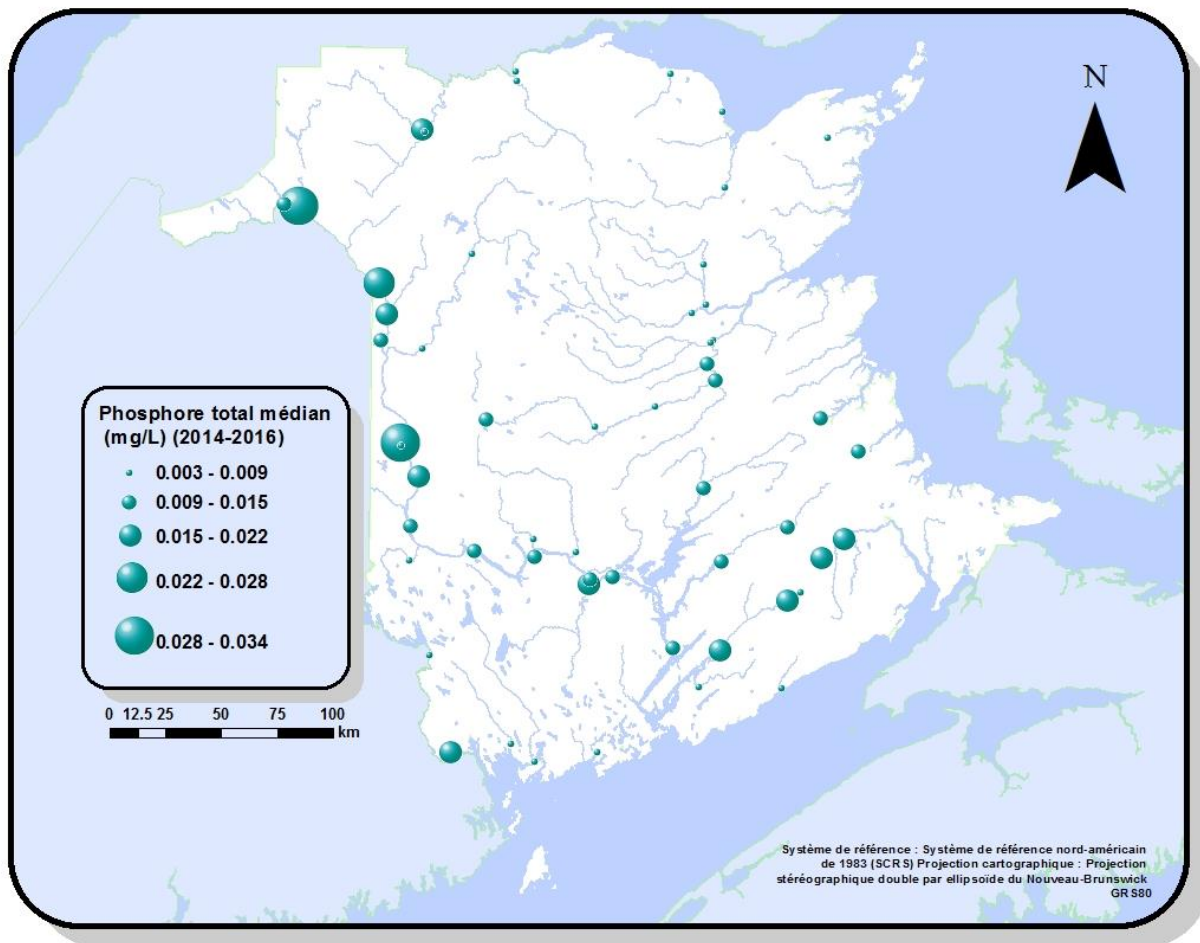 N
Phosphore total médian
(mg/L) (2014-2016)
0.003 - 0.009
0.009 - 0.015
0.015 - 0.022
0.022 - 0.028
0.028 - 0.034
0 12.5 25 50 75 100
km
Système de référence : Système de référence nord-américain
de 1983 (SCRS) Projection cartographique : Projection
stéréographique double par ellipsoïde du Nouveau-Brunswick
GRS80